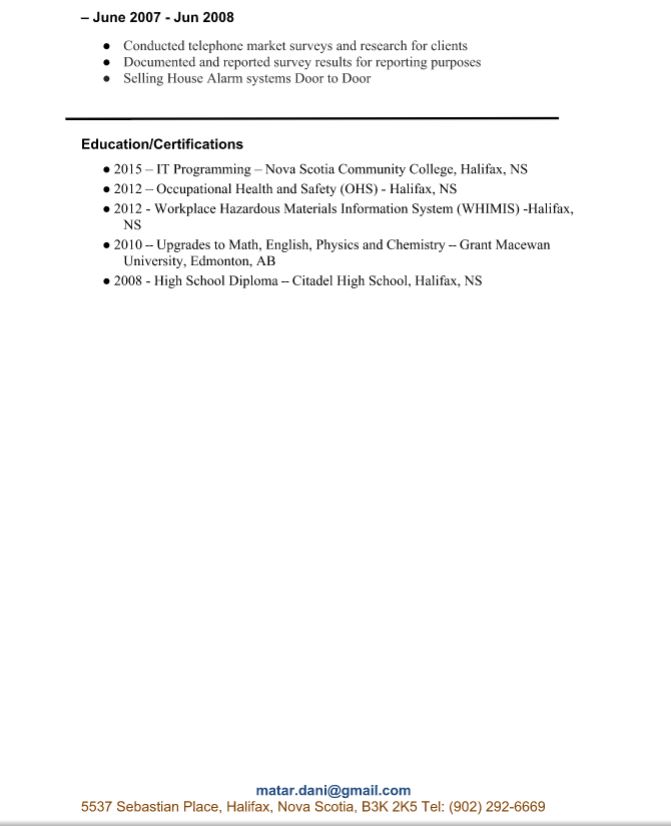 – June 2007 - Jun 2008
● Conducted telephone market surveys and research for clients
● Documented and reported survey results for reporting purposes
● Selling House Alarm systems Door to Door
Education/Certifications
● 2015 – IT Programming – Nova Scotia Community College, Halifax, NS
● 2012 – Occupational Health and Safety (OHS) - Halifax, NS
● 2012 - Workplace Hazardous Materials Information System (WHIMIS) -Halifax,
NS
● 2010 – Upgrades to Math, English, Physics and Chemistry – Grant Macewan
University, Edmonton, AB
● 2008 - High School Diploma – Citadel High School, Halifax, NS
matar.dani@gmail.com
5537 Sebastian Place, Halifax, Nova Scotia, B3K 2K5 Tel: (902) 292-6669